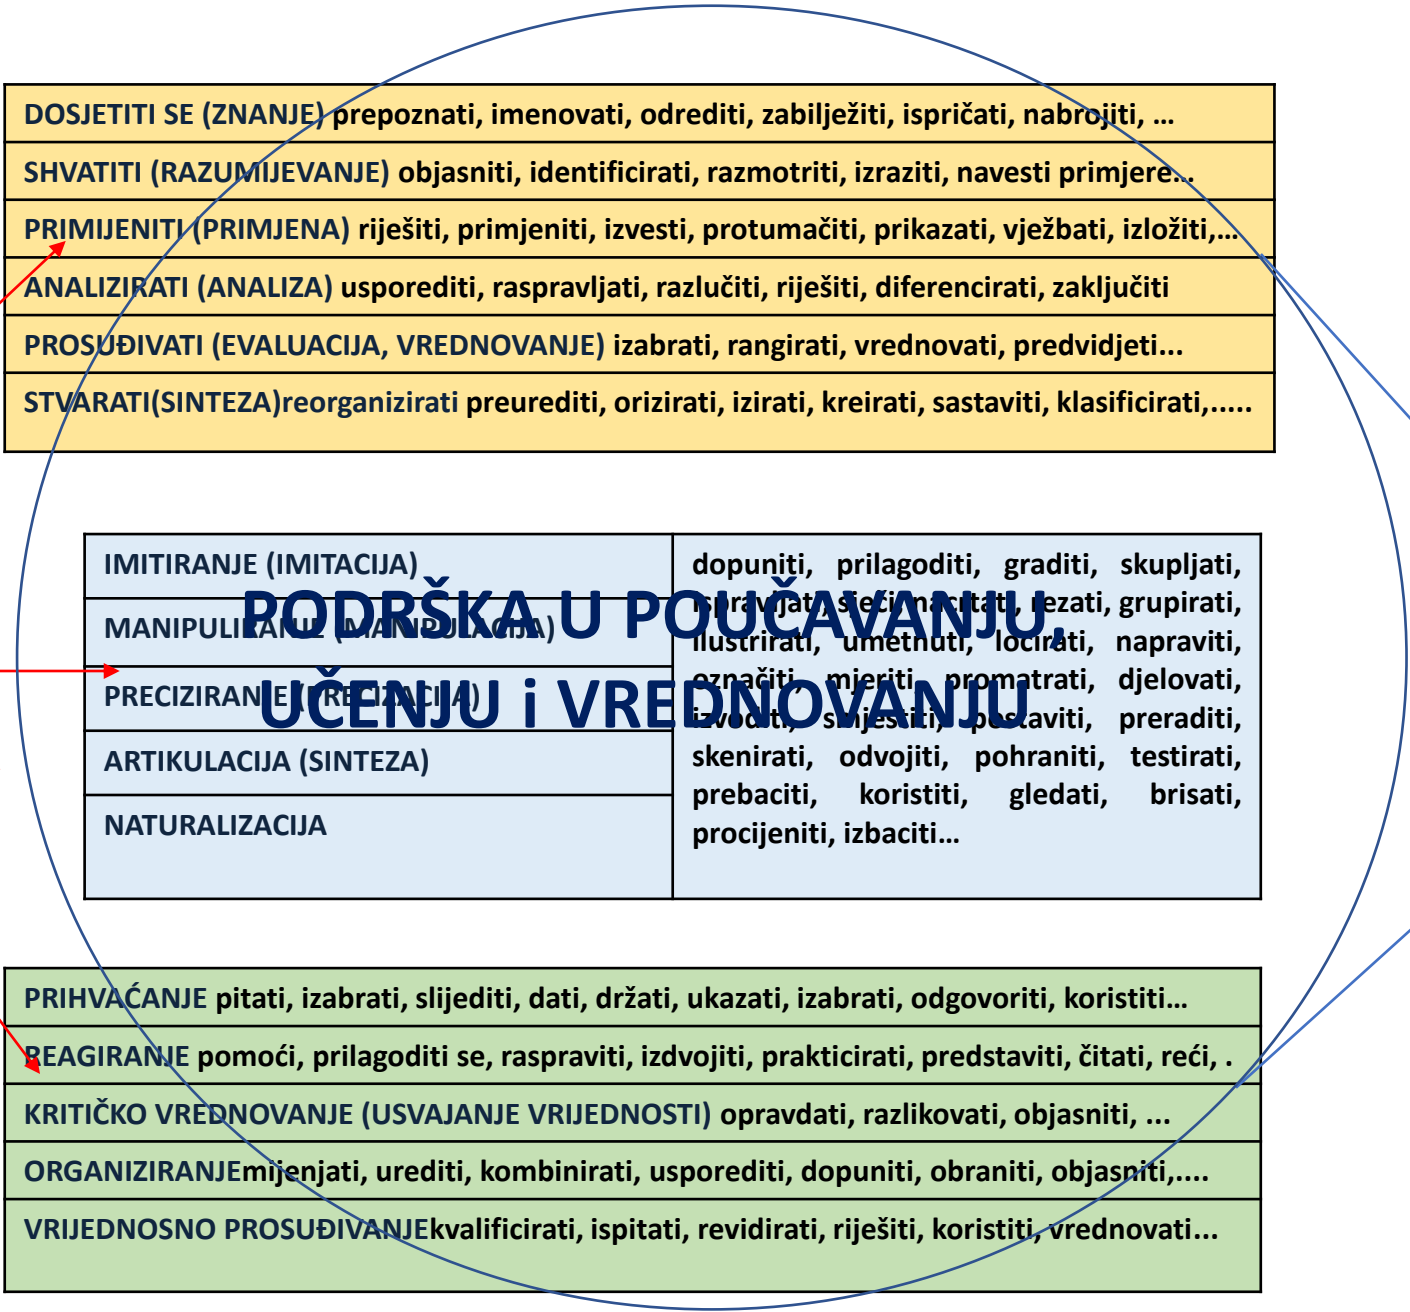 DOSJETITI SE (ZNANJE) prepoznati, imenovati, odrediti, zabilježiti, ispričati, nabrojiti, ...
SHVATITI (RAZUMIJEVANJE) objasniti, identificirati, razmotriti, izraziti, navesti primjere...
PRIMIJENITI (PRIMJENA) riješiti, primjeniti, izvesti, protumačiti, prikazati, vježbati, izložiti,...
ANALIZIRATI (ANALIZA) usporediti, raspravljati, razlučiti, riješiti, diferencirati, zaključiti
PROSUĐIVATI (EVALUACIJA, VREDNOVANJE) izabrati, rangirati, vrednovati, predvidjeti...
STVARATI(SINTEZA)reorganizirati preurediti, orizirati, izirati, kreirati, sastaviti, klasificirati,.....
IMITIRANJE (IMITACIJA)
MANIPULIRANJE (MANIPULACIJA)
PRECIZIRANJE (PRECIZACIJA)
ARTIKULACIJA (SINTEZA)
NATURALIZACIJA
dopuniti, prilagoditi, graditi, skupljati,
ispravljati, sjeći, nacrtati, rezati, grupirati,
ilustrirati, umetnuti, locirati, napraviti,
označiti, mjeriti, promatrati, djelovati,
izvoditi, smjestiti, postaviti, preraditi,
skenirati, odvojiti, pohraniti, testirati,
prebaciti, koristiti, gledati, brisati,
procijeniti, izbaciti...
PODRŠKA U POUČAVANJU,
UČENJU i VREDNOVANJU
PRIHVAĆANJE pitati, izabrati, slijediti, dati, držati, ukazati, izabrati, odgovoriti, koristiti...
REAGIRANJE pomoći, prilagoditi se, raspraviti, izdvojiti, prakticirati, predstaviti, čitati, reći, .
KRITIČKO VREDNOVANJE (USVAJANJE VRIJEDNOSTI) opravdati, razlikovati, objasniti, ...
ORGANIZIRANJEmijenjati, urediti, kombinirati, usporediti, dopuniti, obraniti, objasniti,....
VRIJEDNOSNO PROSUĐIVANJEkvalificirati, ispitati, revidirati, riješiti, koristiti, vrednovati...